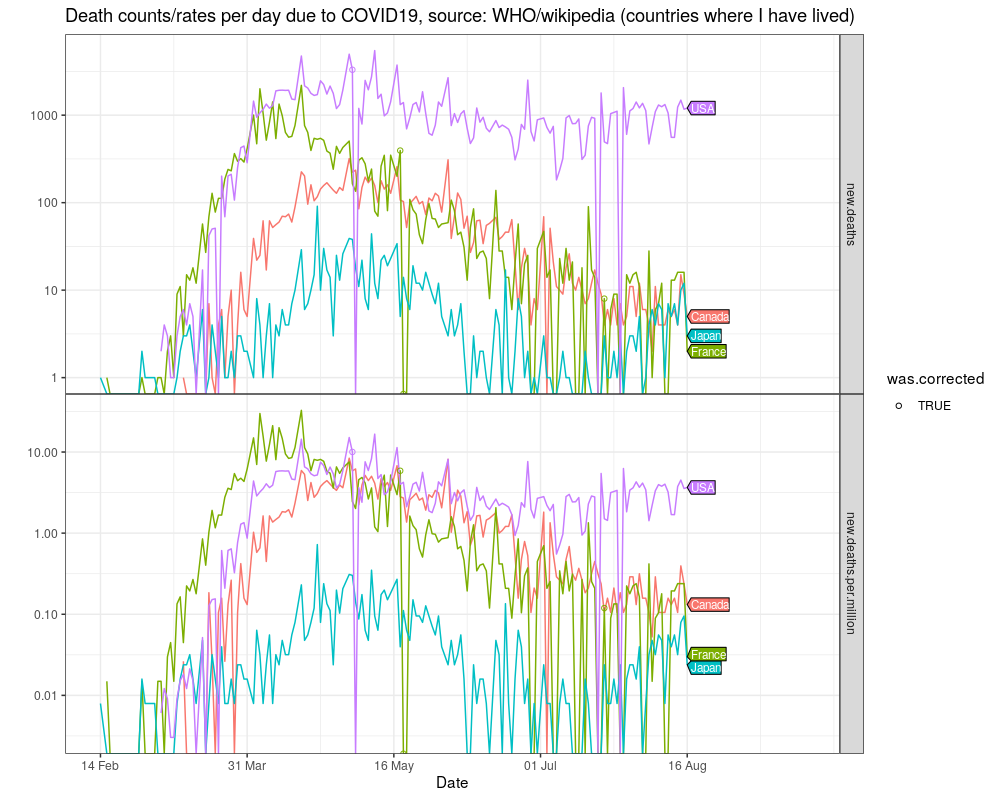 Death counts/rates per day due to COVID19, source: WHO/wikipedia (countries where I have lived)
1000
100
10
1
USA
Canada
Japan
France
new.deaths
10.00
1.00
0.10
0.01
USA
Canada
France
Japan
new.deaths.per.million
14 Feb
31 Mar
16 May
01 Jul
16 Aug
Date
was.corrected
TRUE